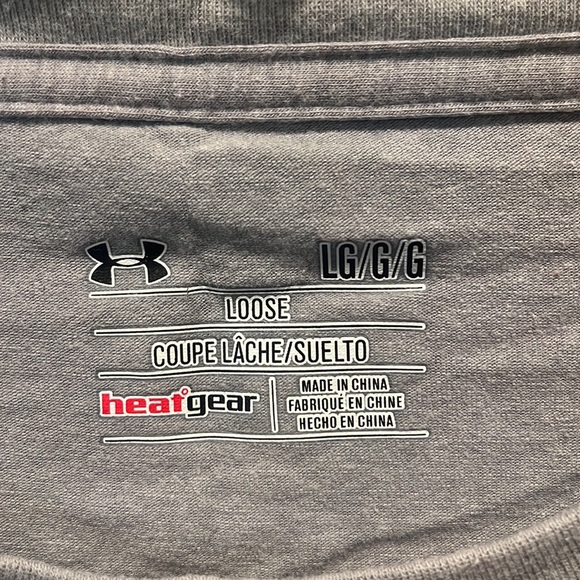 LG/G/G
LOOSE
COUPE LÂCHE/SUELTO
heatgear
MADE IN CHINA
FABRIQUÉ EN CHINE
HECHO EN CHINA